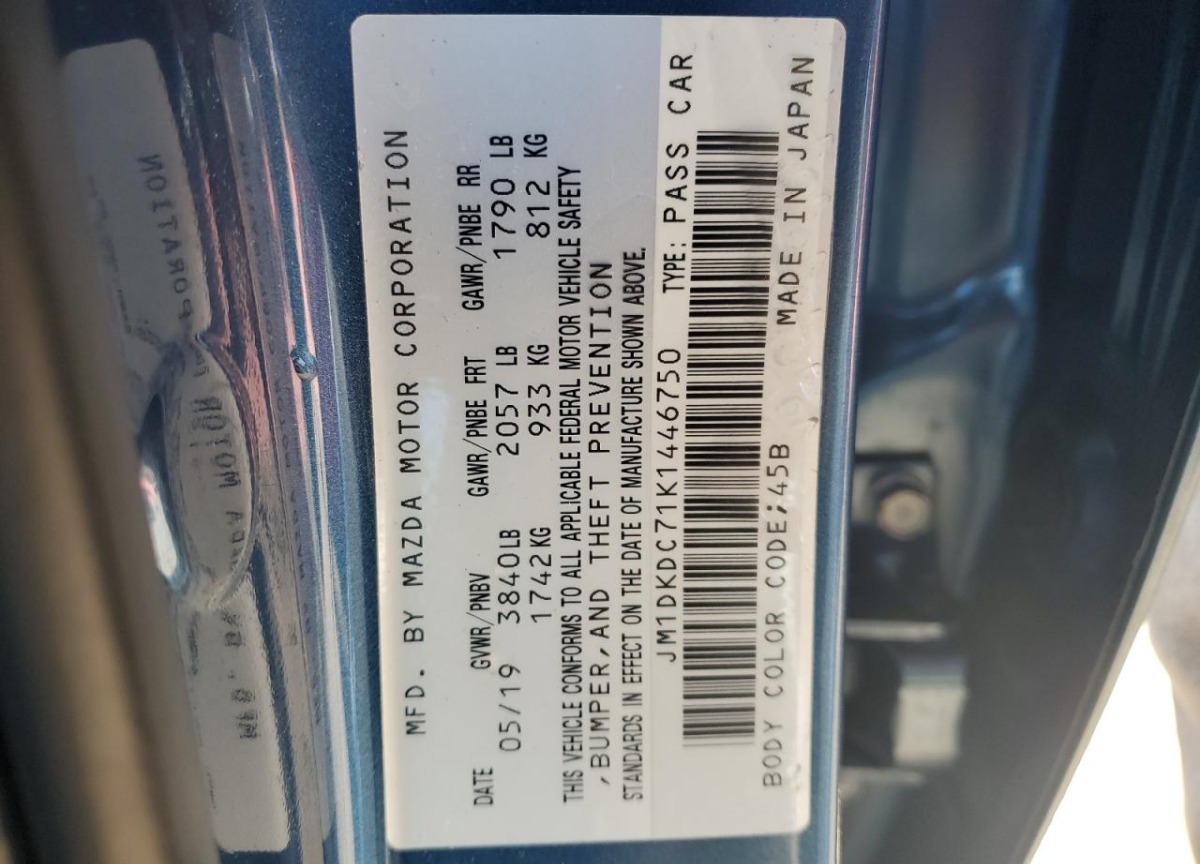 MFD. BY MAZDA MOTOR CORPORATION
DATE GVWR/PNBV GAWR/PNBE FRT GAWR/PNBE RR
05/19 3840LB 2057 LB 1790 LB
1742KG 933 KG 812 KG
THIS VEHICLE CONFORMS TO ALL APPLICABLE FEDERAL MOTOR VEHICLE SAFETY
,BUMPER,AND THEFT PREVENTION
STANDARDS IN EFFECT ON THE DATE OF MANUFACTURE SHOWN ABOVE.
JM1DKDC71K1446750 TYPE: PASS CAR
BODY COLOR CODE;45B MADE IN JAPAN